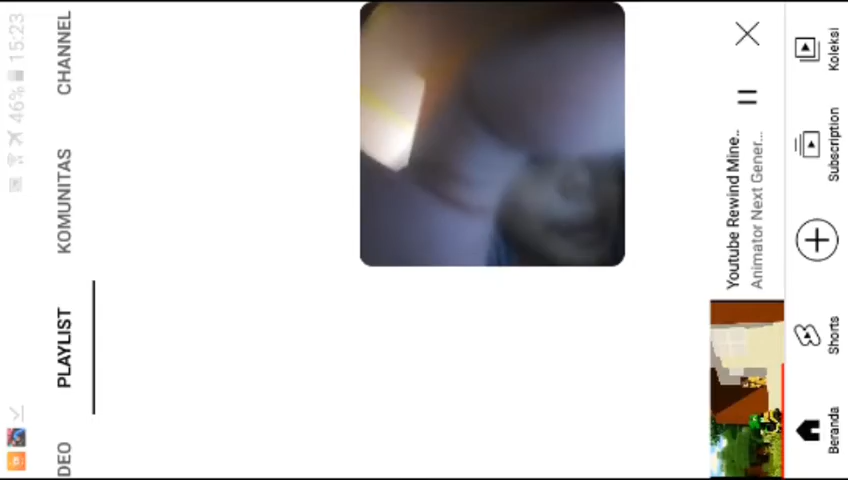 15:23
46%
DEO
PLAYLIST
KOMUNITAS
CHANNEL
Youtube Rewind Mine..
Animator Next Gener...
Beranda
Shorts
Subscription
Koleksi